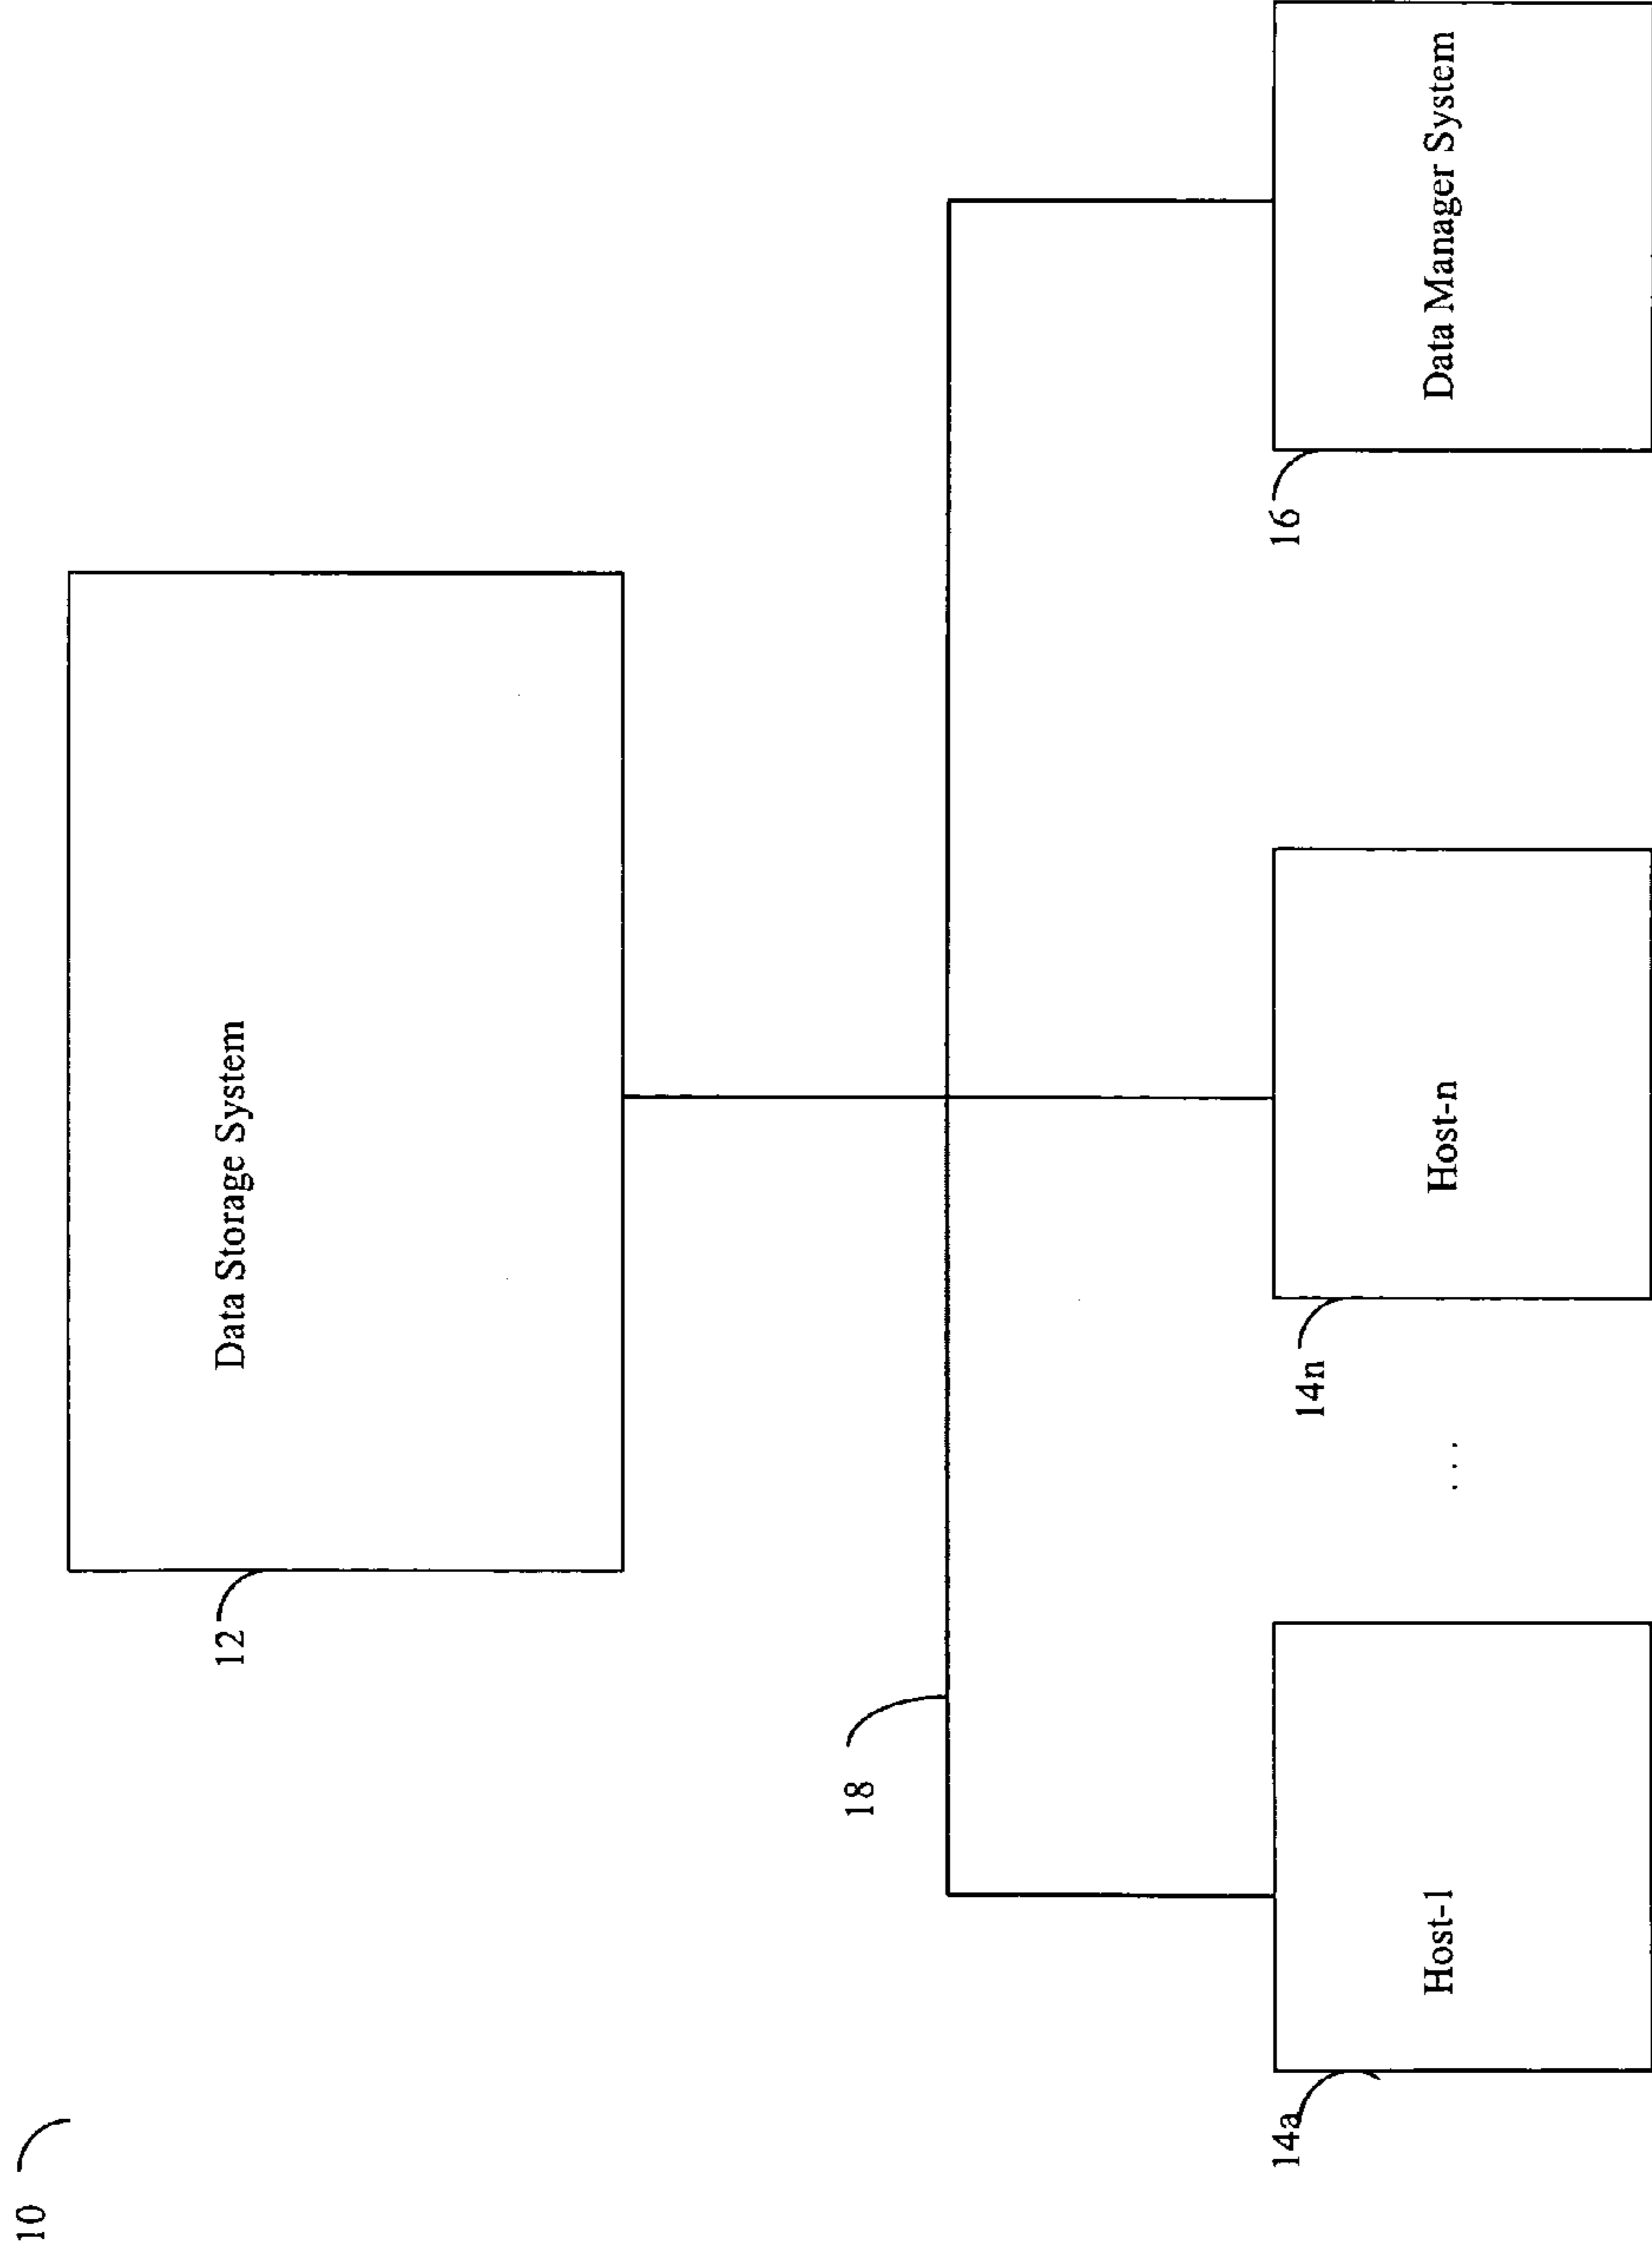 10
12
Data Storage System
18
14a
Host-1
. . .
14n
Host-n
16
Data Manager System